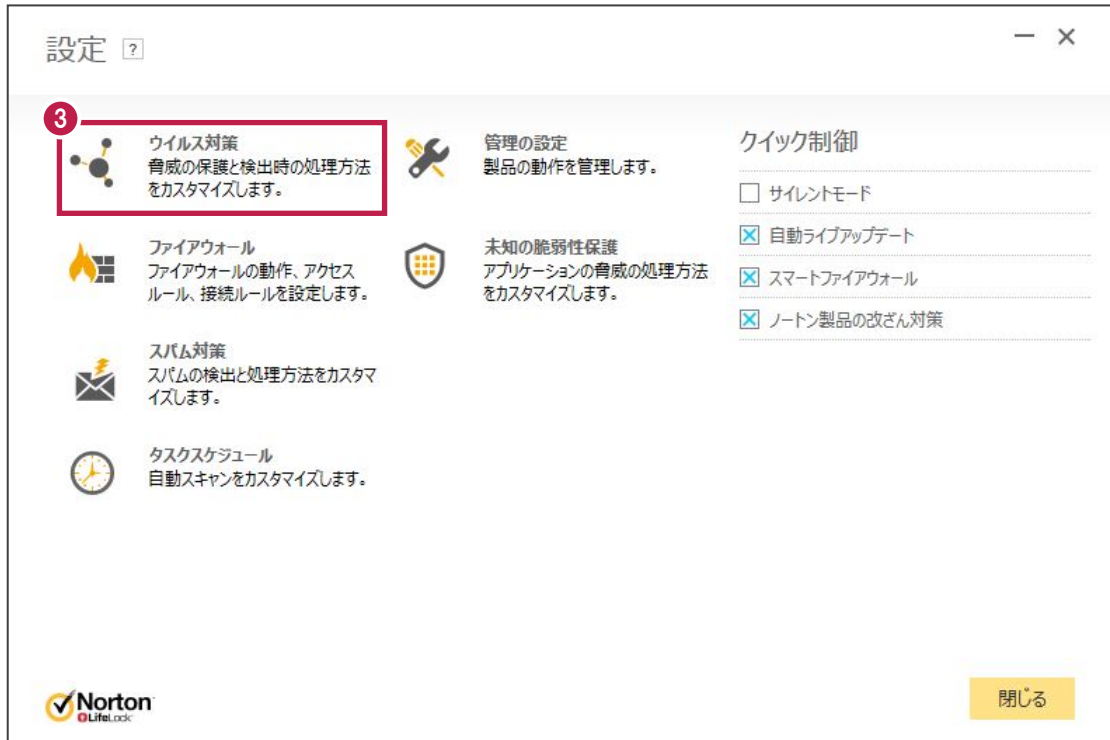 設定 ?
3
ウイルス対策
脅威の保護と検出時の処理方法
をカスタマイズします。
ファイアウォール
ファイアウォールの動作、アクセス
ルール、接続ルールを設定します。
スパム対策
スパムの検出と処理方法をカスタマ
イズします。
タスクスケジュール
自動スキャンをカスタマイズします。
管理の設定
製品の動作を管理します。
未知の脆弱性保護
アプリケーションの脅威の処理方法
をカスタマイズします。
クイック制御
サイレントモード
自動ライブアップデート
スマートファイアウォール
ノートン製品の改ざん対策
Norton
LifeLock
閉じる